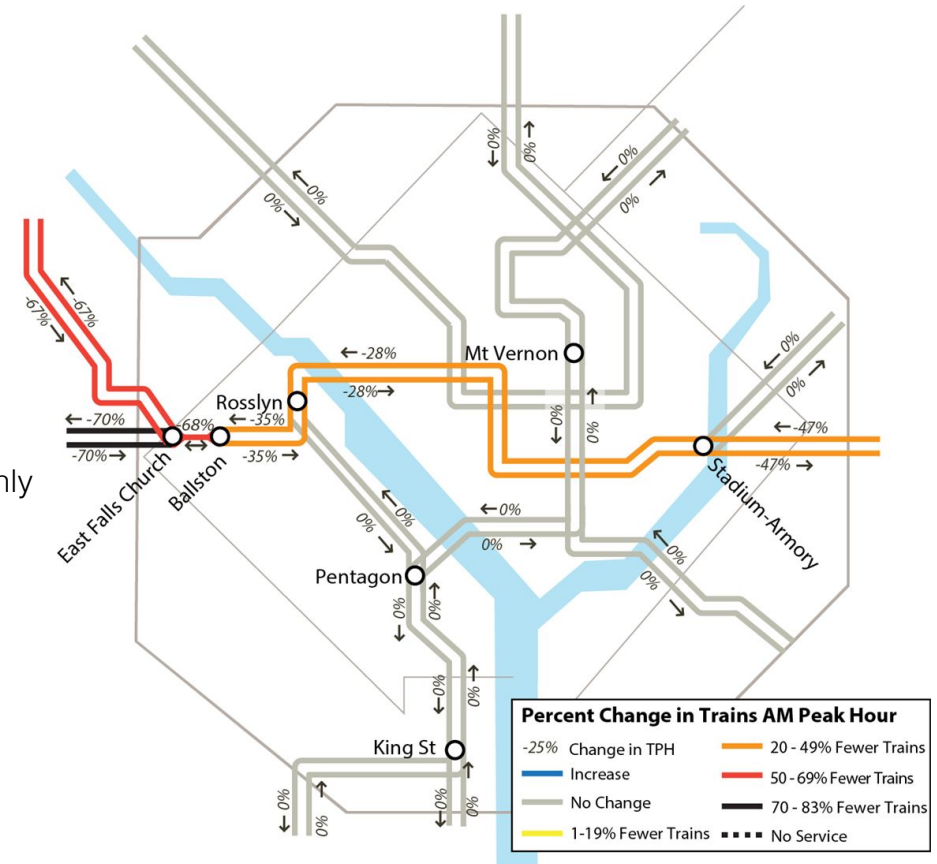 ↓0%
0%↑
←0%
0%→
←0%
0%→
←-67%
-67%→
←0%
0%→
Mt Vernon
←-28%
-28%→
Rosslyn
←-70%
-68%
←-35%
-70%→
↔
-35%→
↓0%
0%↑
←-47%
-47%→
nly
East Falls Church
Ballston
Stadium-Armory
←0%
0%→
←0%
0% →
←0%
0%→
Pentagon
↓0%
0%↑
↓0%
0%↑
King St
↓0%
0%↑
↓0%
0%↑
Percent Change in Trains AM Peak Hour
-25% Change in TPH
Increase
No Change
1-19% Fewer Trains
20 - 49% Fewer Trains
50 - 69% Fewer Trains
70 - 83% Fewer Trains
No Service